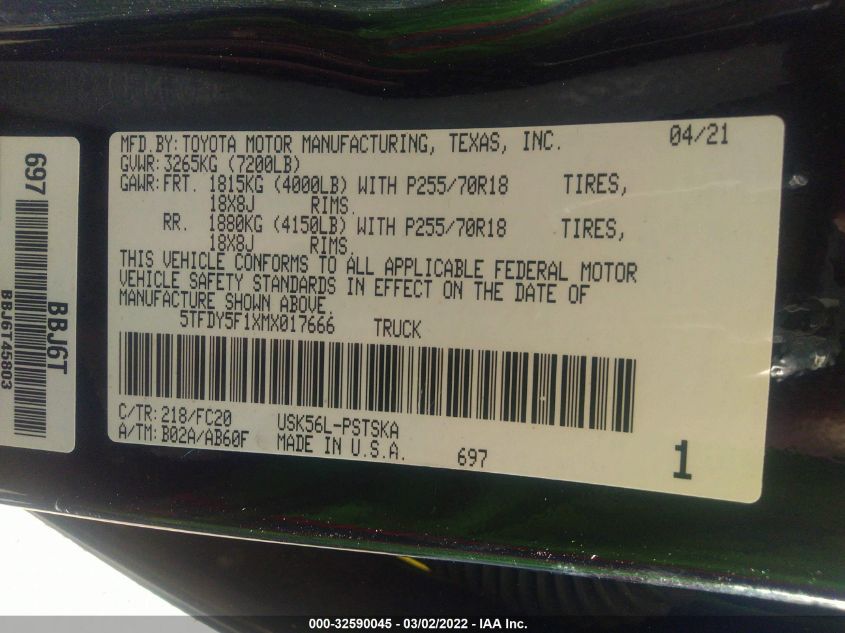 697
BBJ6T
BBJ6T45803
MFD.BY:TOYOTA MOTOR MANUFACTURING, TEXAS, INC. 04/21
GVWR:3265KG (7200LB)
GAWR:FRT. 1815KG (4000LB) WITH P255/70R18 TIRES,
18X8J RIMS.
RR. 1880KG (4150LB) WITH P255/70R18 TIRES,
18X8J RIMS.
THIS VEHICLE CONFORMS TO ALL APPLICABLE FEDERAL MOTOR
VEHICLE SAFETY STANDARDS IN EFFECT ON THE DATE OF
MANUFACTURE SHOWN ABOVE.
5TFDY5F1XMX017666 TRUCK
C/TR:218/FC20 USK56L-PSTSKA
A/TM:B02A/AB60F MADE IN U.S.A. 697 1
000-32590045 - 03/02/2022 - IAA Inc.